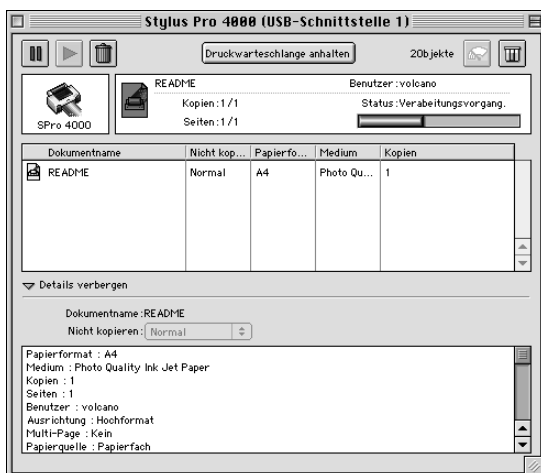 Stylus Pro 4000 (USB-Schnittstelle 1)
Druckwarteschlange anhalten
2Objekte
SPro 4000
README
Benutzer :volcano
Kopien:1/1
Status:Verabeitungsvorgang.
Seiten:1/1
Dokumentname Nicht kop... Papierfo... Medium Kopien
README Normal A4 Photo Qu... 1
Details verbergen
Dokumentname:README
Nicht kopieren: Normal
Papierformat : A4
Medium : Photo Quality Ink Jet Paper
Kopien : 1
Seiten : 1
Benutzer : volcano
Ausrichtung : Hochformat
Multi-Page : Kein
Papierquelle : Papierfach